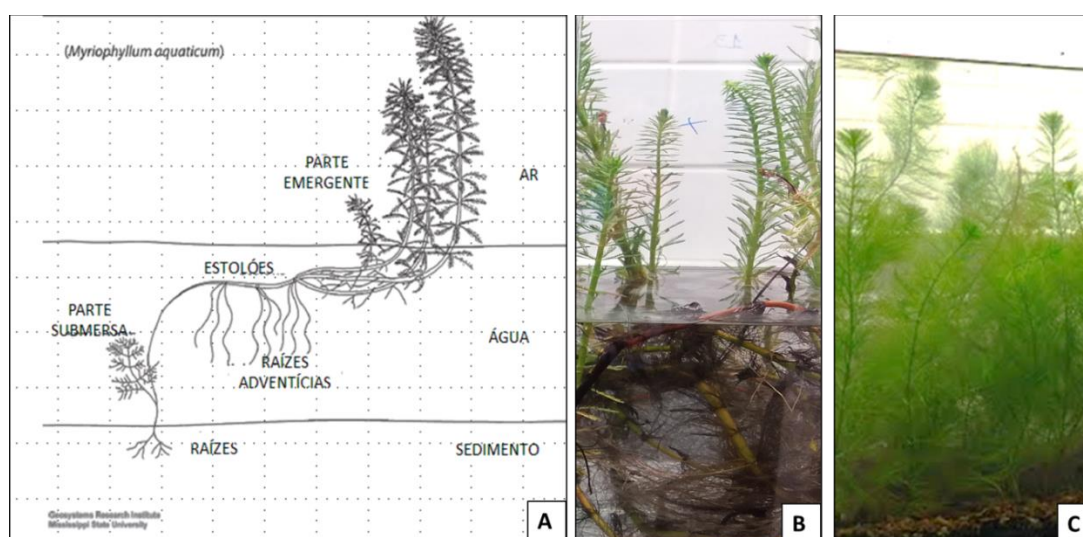 (Myriophyllum aquaticum)
PARTE
EMERGENTE
AR
ESTOLÕES
PARTE
SUBMERSA
ÁGUA
RAÍZES
ADVENTÍCIAS
RAÍZES
SEDIMENTO
Geosystems Research Institute
Mississippi State University
A
B
C